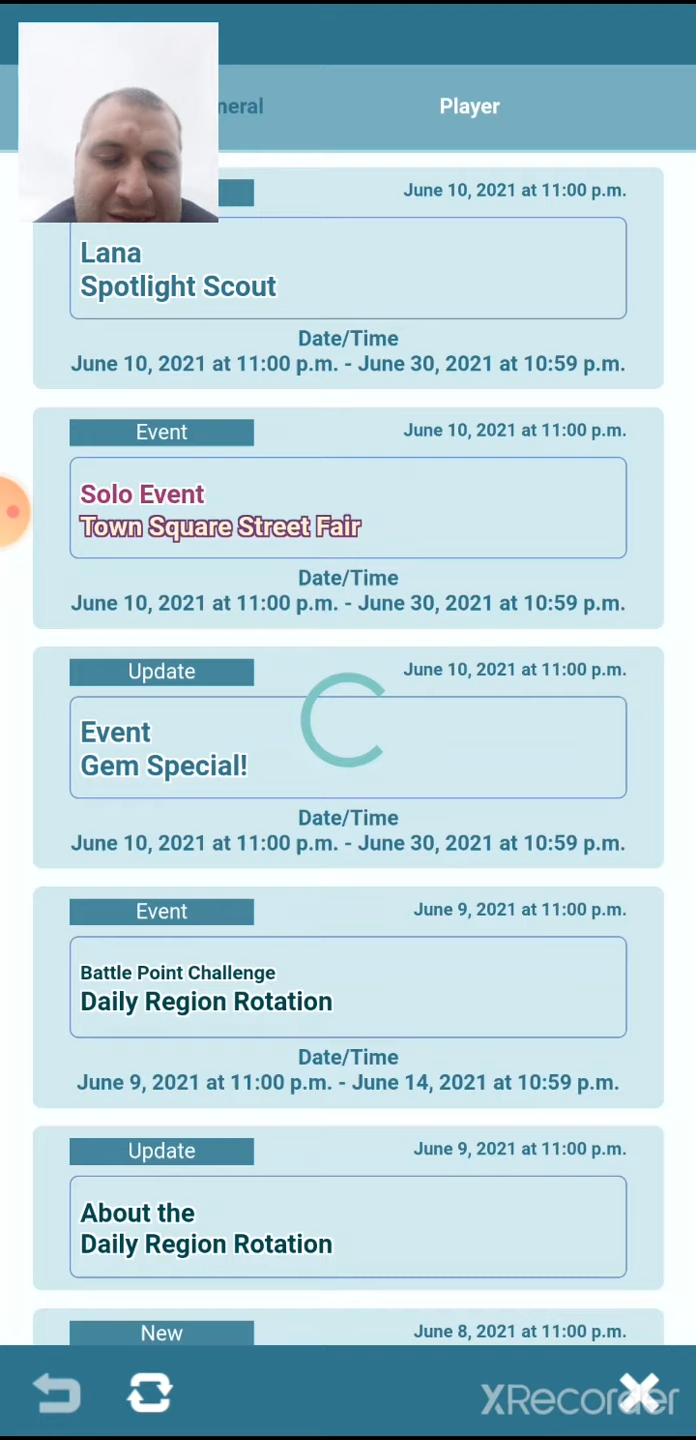 Player
June 10, 2021 at 11:00 p.m.
Lana
Spotlight Scout
Date/Time
June 10, 2021 at 11:00 p.m. - June 30, 2021 at 10:59 p.m.
Event
June 10, 2021 at 11:00 p.m.
Solo Event
Town Square Street Fair
Date/Time
June 10, 2021 at 11:00 p.m. - June 30, 2021 at 10:59 p.m.
Update
June 10, 2021 at 11:00 p.m.
Event
Gem Special!
Date/Time
June 10, 2021 at 11:00 p.m. - June 30, 2021 at 10:59 p.m.
Event
June 9, 2021 at 11:00 p.m.
Battle Point Challenge
Daily Region Rotation
Date/Time
June 9, 2021 at 11:00 p.m. - June 14, 2021 at 10:59 p.m.
Update
June 9, 2021 at 11:00 p.m.
About the
Daily Region Rotation
New
June 8, 2021 at 11:00 p.m.
XRecorder